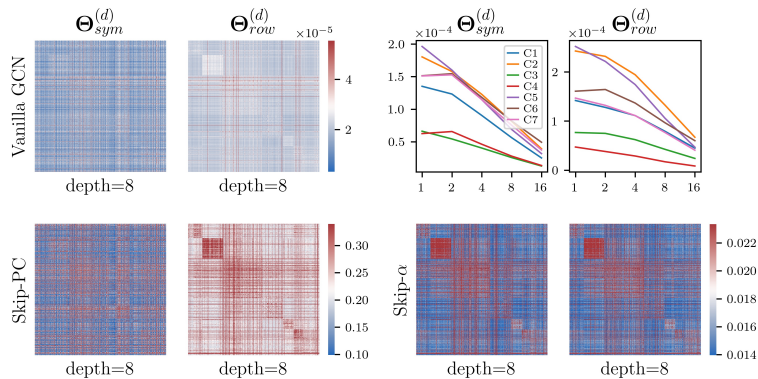 Θ_sym^(d) Θ_row^(d) Θ_sym^(d) Θ_row^(d)
×10⁻⁵ ×10⁻⁴ ×10⁻⁴
Vanilla GCN
4
2
depth=8 depth=8
2.0
1.5
1.0
0.5
1 2 4 8 16
C1
C2
C3
C4
C5
C6
C7
2
1
0
1 2 4 8 16
Skip-PC
0.30
0.25
0.20
0.15
0.10
depth=8 depth=8
Skip-α
0.022
0.020
0.018
0.016
0.014
depth=8 depth=8